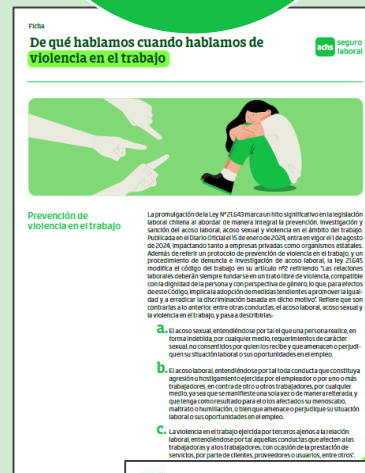 Ficha
De qué hablamos cuando hablamos de
violencia en el trabajo
achs seguro
laboral
Prevención de
violencia en el trabajo
La promulgación de la Ley N° 21.643 marca un hito significativo en la legislación
laboral chilena al abordar de manera integral la prevención, investigación y
sanción del acoso laboral, acoso sexual y violencia en el ámbito del trabajo.
Publicada en el Diario Oficial el 15 de enero de 2024, entra en vigor el 1 de agosto
de 2024, impactando tanto a empresas privadas como organismos estatales.
Además de referir un protocolo de prevención de violencia en el trabajo, y un
procedimiento de denuncia e investigación de acoso laboral, la ley 21.645
modifica el código del trabajo en su artículo nº2 refiriendo "Las relaciones
laborales deberán siempre fundarse en un trato libre de violencia, compatible
con la dignidad de la persona y con perspectiva de género, lo que, para efectos
de este Código, implica la adopción de medidas tendientes a promover la igual-
dad y a erradicar la discriminación basada en dicho motivo". Refiere que son
contrarias a lo anterior, entre otras conductas, el acoso laboral, acoso sexual y
la violencia en el trabajo, y pasa a describirlas:
a. El acoso sexual, entendiéndose por tal el que una persona realice, en
forma indebida, por cualquier medio, requerimientos de carácter
sexual, no consentidos por quien los recibe y que amenacen o perjudi-
quen su situación laboral o sus oportunidades en el empleo.
b. El acoso laboral, entendiéndose por tal toda conducta que constituya
agresión u hostigamiento ejercida por el empleador o por uno o más
trabajadores, en contra de otro u otros trabajadores, por cualquier
medio, ya sea que se manifieste una sola vez o de manera reiterada, y
que tenga como resultado para el o los afectados su menoscabo,
maltrato o humillación, o bien que amenace o perjudique su situación
laboral o sus oportunidades en el empleo.
c. La violencia en el trabajo ejercida por terceros ajenos a la relación
laboral, entendiéndose por tal aquellas conductas que afecten a las
trabajadoras y a los trabajadores, con ocasión de la prestación de
servicios, por parte de clientes, proveedores o usuarios, entre otros".